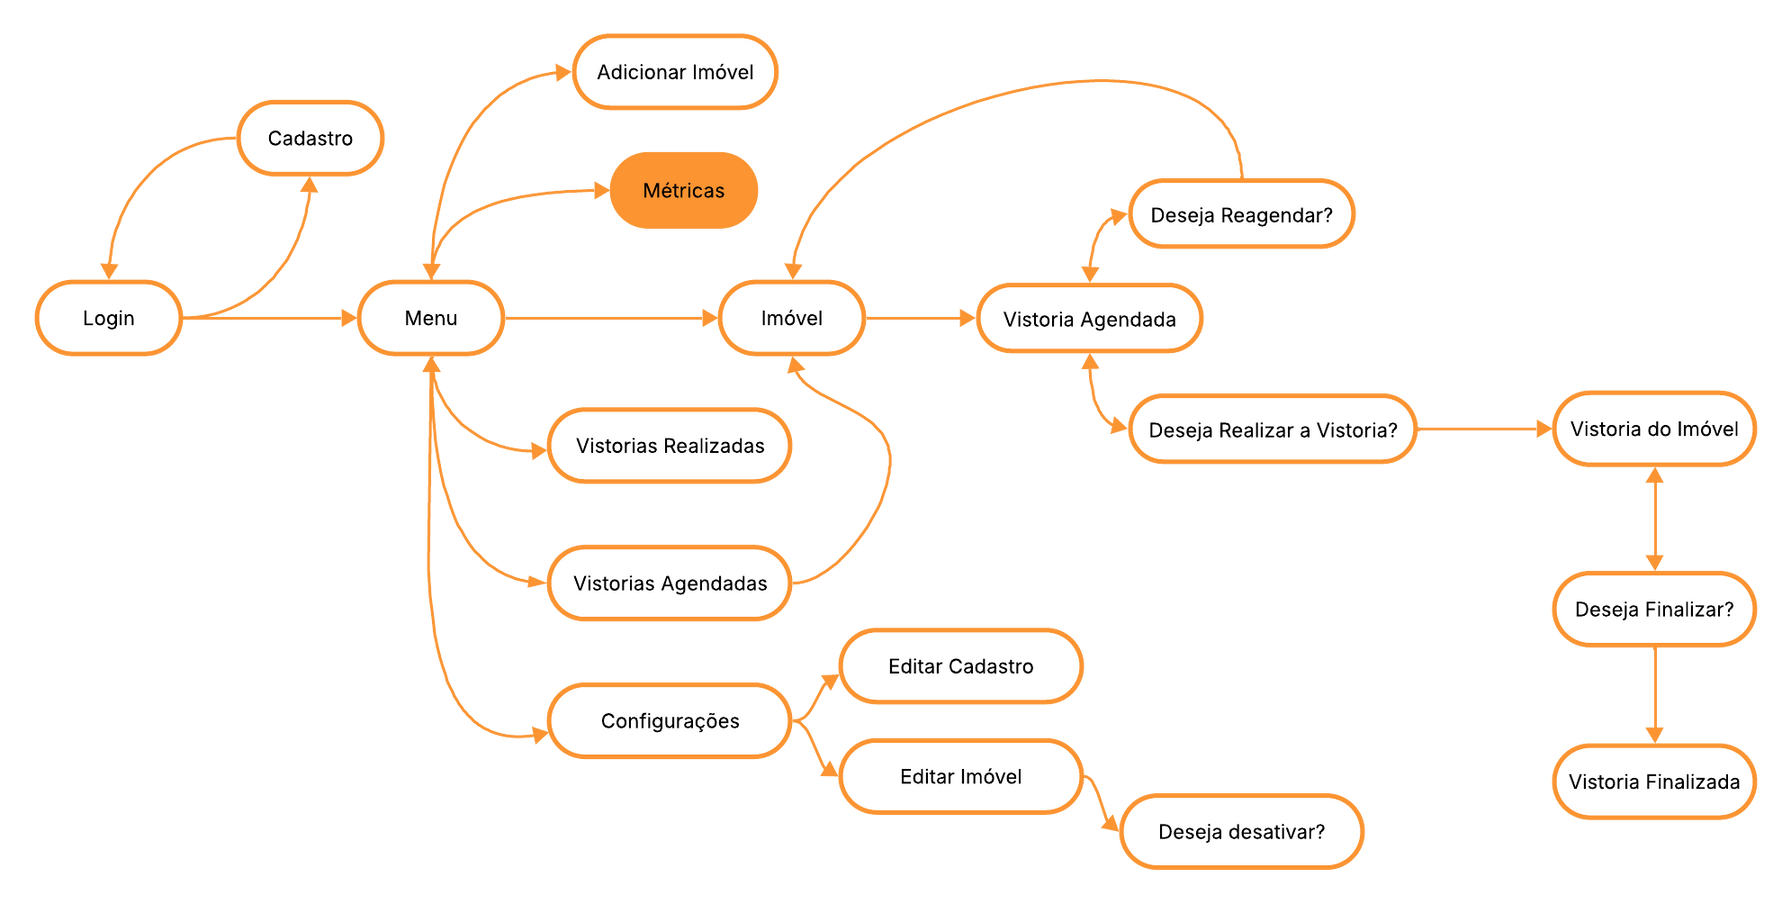 Adicionar Imóvel
Cadastro
Métricas
Deseja Reagendar?
Login
Menu
Imóvel
Vistoria Agendada
Vistorias Realizadas
Deseja Realizar a Vistoria?
Vistoria do Imóvel
Vistorias Agendadas
Deseja Finalizar?
Editar Cadastro
Configurações
Editar Imóvel
Vistoria Finalizada
Deseja desativar?